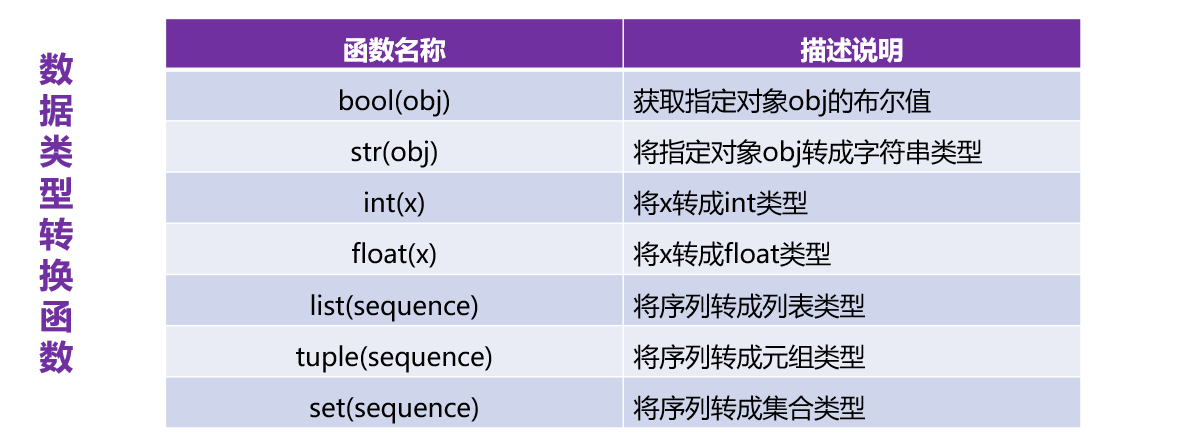 数据类型转换函数
函数名称 描述说明
bool(obj) 获取指定对象obj的布尔值
str(obj) 将指定对象obj转成字符串类型
int(x) 将x转成int类型
float(x) 将x转成float类型
list(sequence) 将序列转成列表类型
tuple(sequence) 将序列转成元组类型
set(sequence) 将序列转成集合类型